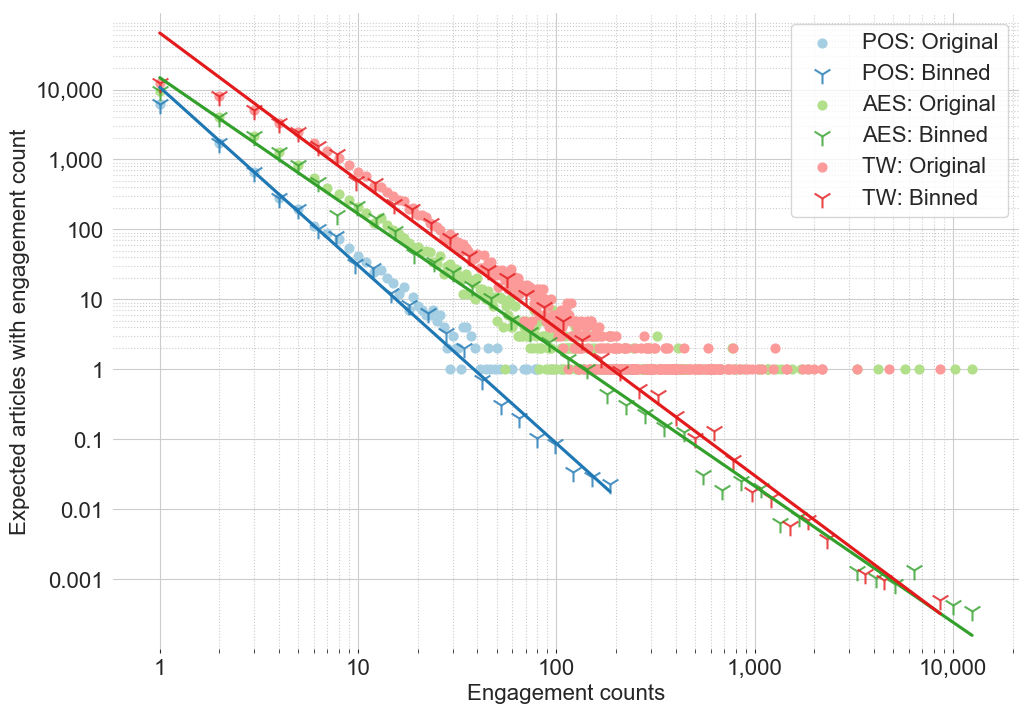 POS: Original
POS: Binned
AES: Original
AES: Binned
TW: Original
TW: Binned
Expected articles with engagement count
10,000
1,000
100
10
1
0.1
0.01
0.001
1
10
100
1,000
10,000
Engagement counts